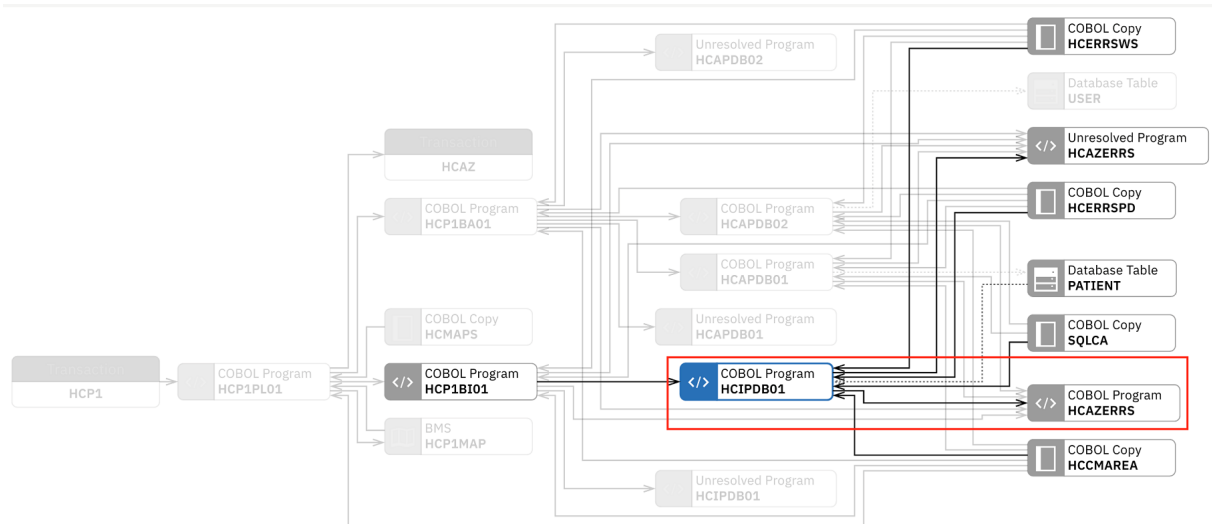 COBOL Copy
HCERRSWS
Unresolved Program
HCAPDB02
Database Table
USER
Transaction
HCAZ
Unresolved Program
HCAZERRS
COBOL Copy
HCERRSPD
COBOL Program
HCP1BA01
COBOL Program
HCAPDB02
COBOL Program
HCAPDB01
Database Table
PATIENT
COBOL Copy
HCMAPS
Unresolved Program
HCAPDB01
COBOL Copy
SQLCA
Transaction
HCP1
COBOL Program
HCP1PL01
</>
COBOL Program
HCP1BI01
</>
COBOL Program
HCIPDB01
</>
COBOL Program
HCAZERRS
BMS
HCP1MAP
COBOL Copy
HCCMAREA
Unresolved Program
HCIPDB01